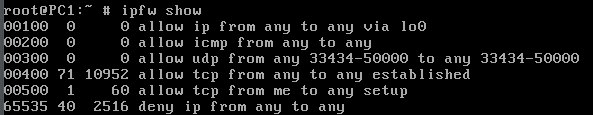 root@PC1:~ # ipfw show
00100  0     0 allow ip from any to any via lo0
00200  0     0 allow icmp from any to any
00300  0     0 allow udp from any 33434-50000 to any 33434-50000
00400 71 10952 allow tcp from any to any established
00500  1    60 allow tcp from me to any setup
65535 40  2516 deny ip from any to any